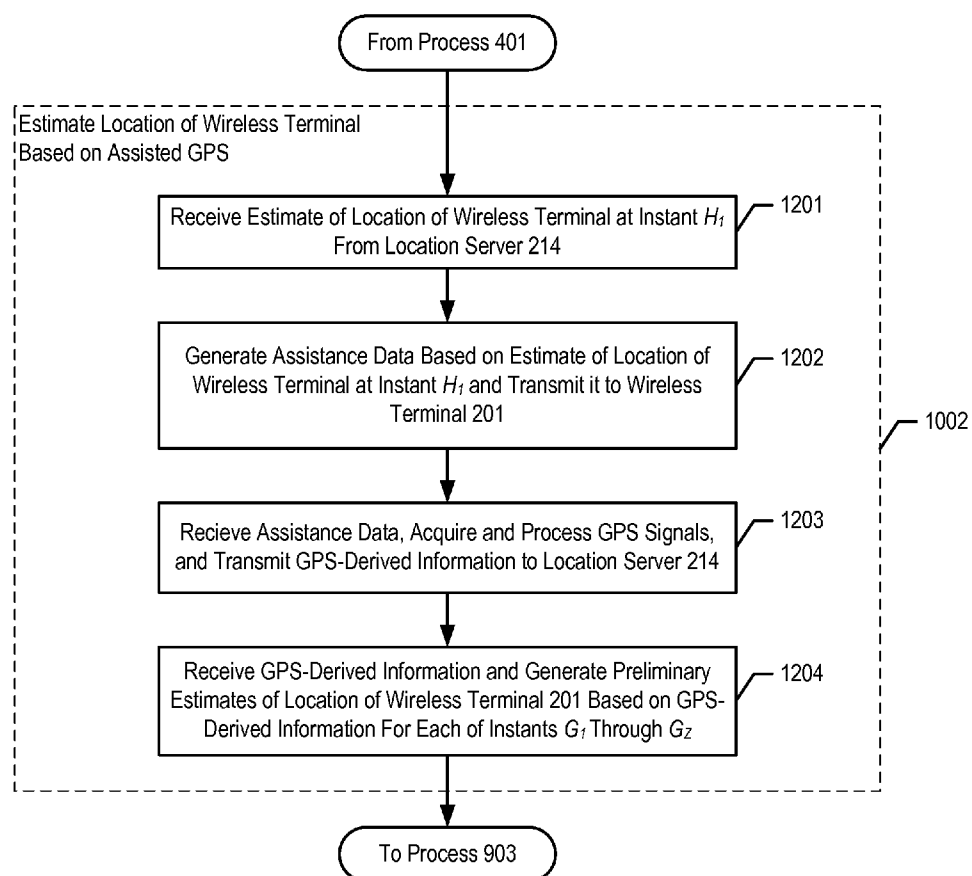 From Process 401
Estimate Location of Wireless Terminal
Based on Assisted GPS
Receive Estimate of Location of Wireless Terminal at Instant H1
From Location Server 214
1201
Generate Assistance Data Based on Estimate of Location of
Wireless Terminal at Instant H1 and Transmit it to Wireless
Terminal 201
1202
1002
Recieve Assistance Data, Acquire and Process GPS Signals,
and Transmit GPS-Derived Information to Location Server 214
1203
Receive GPS-Derived Information and Generate Preliminary
Estimates of Location of Wireless Terminal 201 Based on GPS-
Derived Information For Each of Instants G1 Through GZ
1204
To Process 903